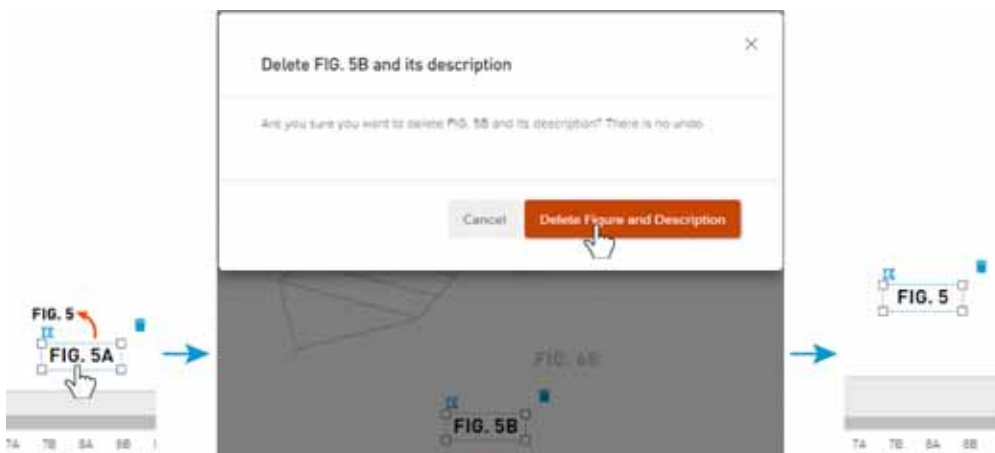 Delete FIG. 5B and its description
Are you sure you want to delete FIG. 5B and its description? There is no undo
Cancel
Delete Figure and Description
FIG. 5
FIG. 5A
7A 7B 8A 8B
FIG. 6B
FIG. 5B
FIG. 5
7A 7B 8A 8B